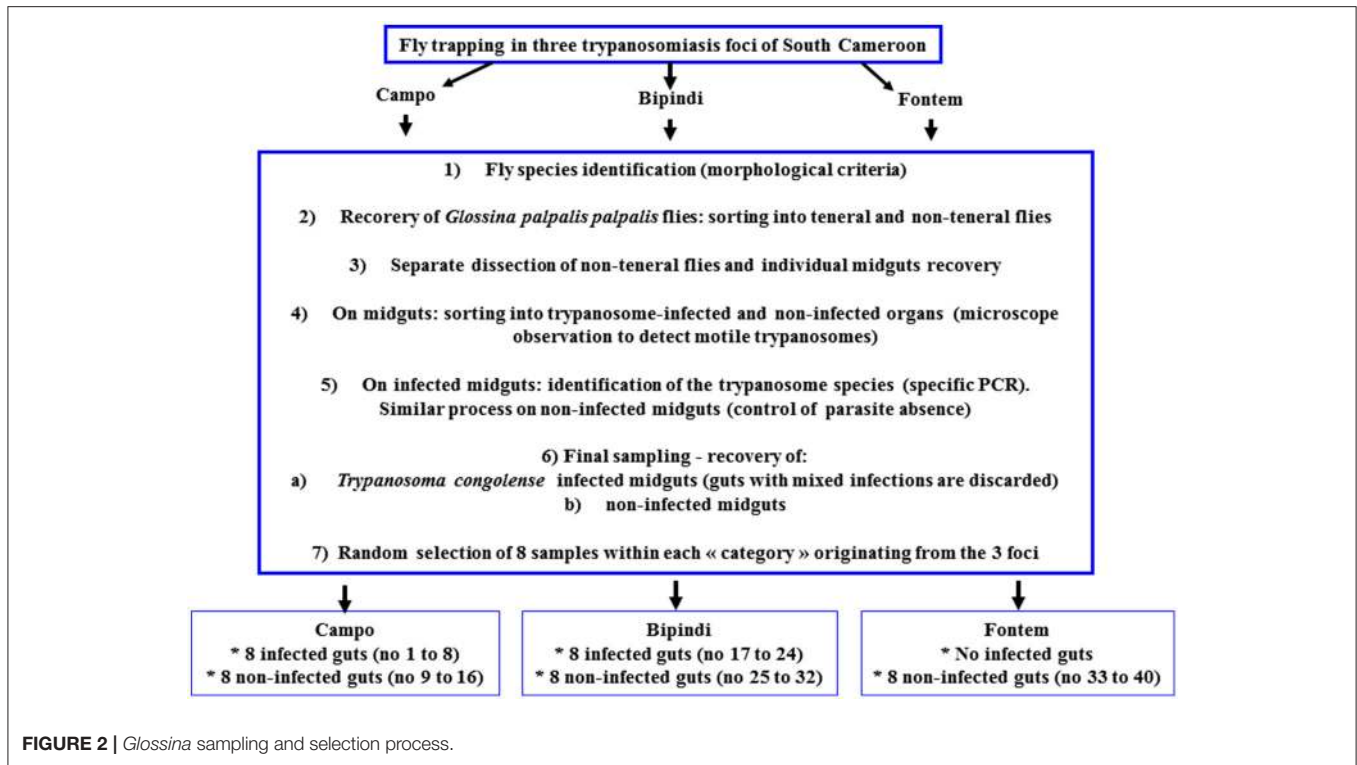 Fly trapping in three trypanosomiasis foci of South Cameroon
Campo
Bipindi
Fontem
1) Fly species identification (morphological criteria)
2) Recorery of Glossina palpalis palpalis flies: sorting into teneral and non-teneral flies
3) Separate dissection of non-teneral flies and individual midguts recovery
4) On midguts: sorting into trypanosome-infected and non-infected organs (microscope
observation to detect motile trypanosomes)
5) On infected midguts: identification of the trypanosome species (specific PCR).
Similar process on non-infected midguts (control of parasite absence)
6) Final sampling - recovery of:
a) Trypanosoma congolense infected midguts (guts with mixed infections are discarded)
b) non-infected midguts
7) Random selection of 8 samples within each « category » originating from the 3 foci
Campo
* 8 infected guts (no 1 to 8)
* 8 non-infected guts (no 9 to 16)
Bipindi
* 8 infected guts (no 17 to 24)
* 8 non-infected guts (no 25 to 32)
Fontem
* No infected guts
* 8 non-infected guts (no 33 to 40)
FIGURE 2 | Glossina sampling and selection process.